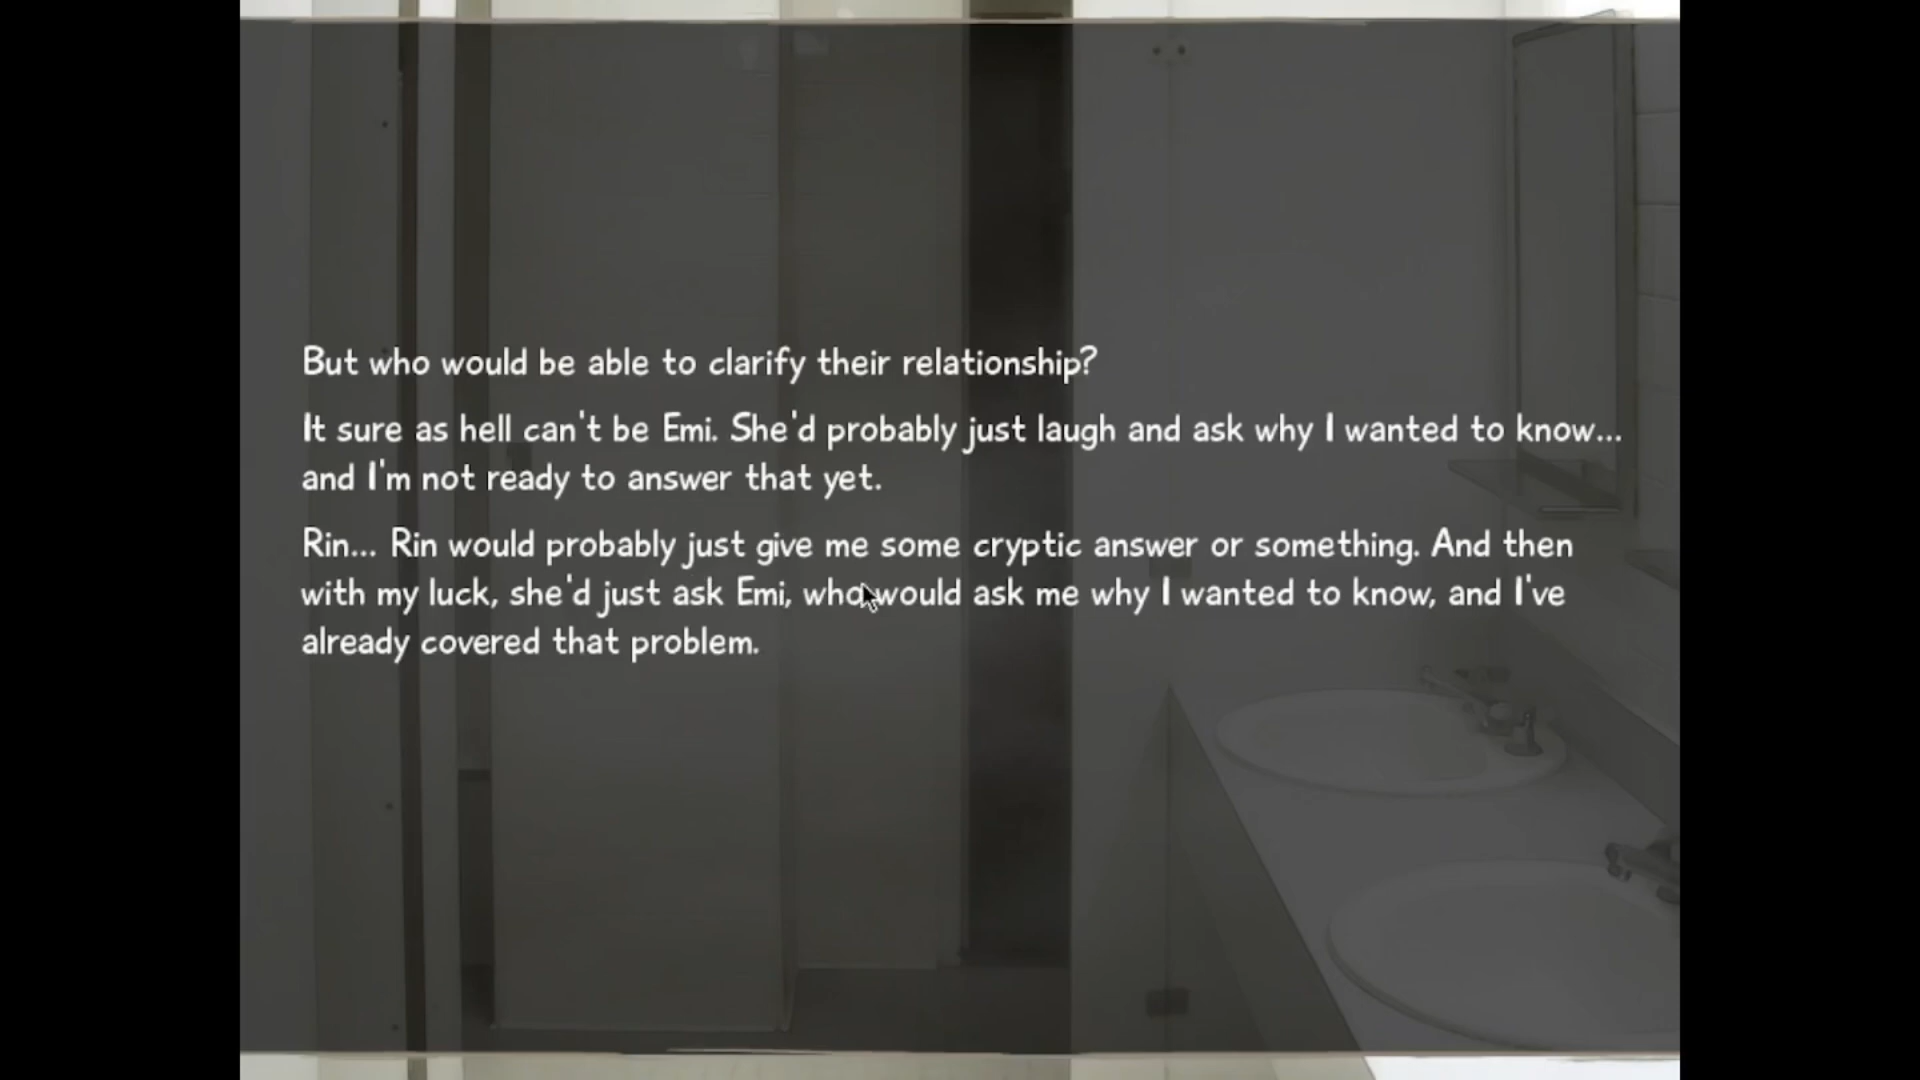 But who would be able to clarify their relationship?
It sure as hell can't be Emi. She'd probably just laugh and ask why I wanted to know...
and I'm not ready to answer that yet.
Rin... Rin would probably just give me some cryptic answer or something. And then
with my luck, she'd just ask Emi, who would ask me why I wanted to know, and I've
already covered that problem.